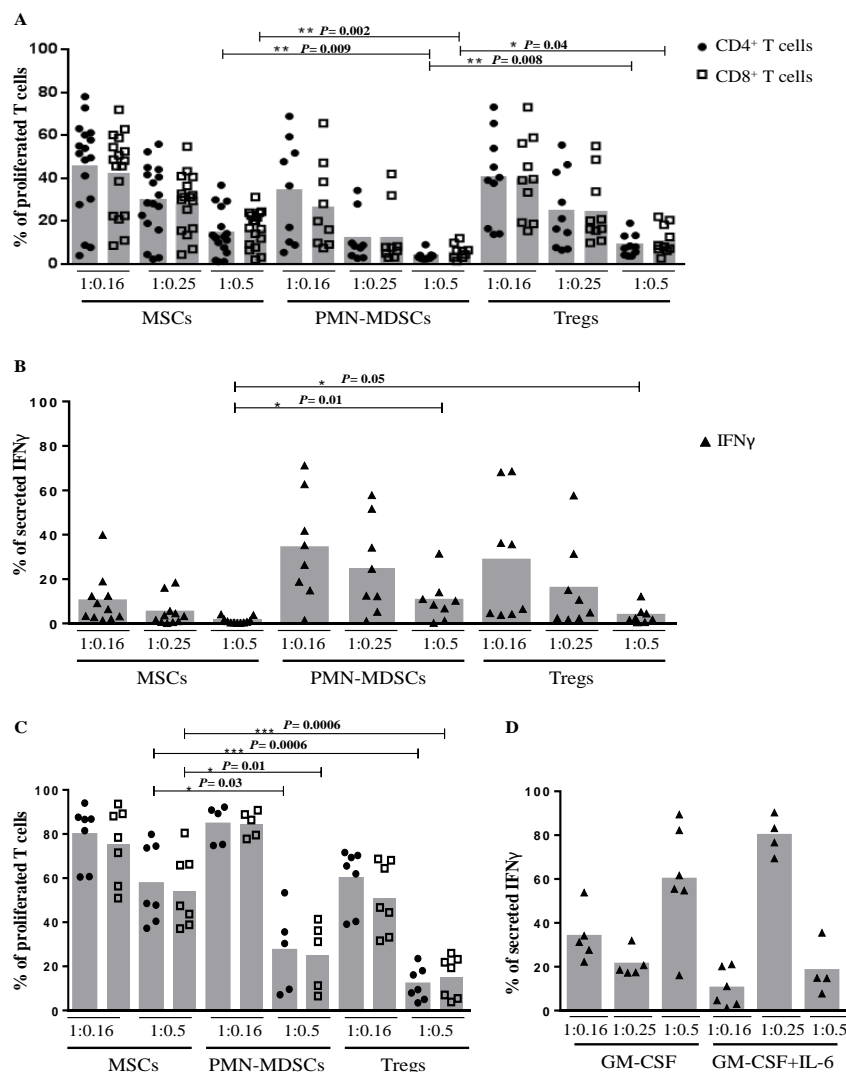 A
** P= 0.002
** P= 0.009
* P= 0.04
** P= 0.008
CD4+ T cells
CD8+ T cells
% of proliferated T cells
100
80
60
40
20
0
1:0.16 1:0.25 1:0.5 1:0.16 1:0.25 1:0.5 1:0.16 1:0.25 1:0.5
MSCs PMN-MDSCs Tregs
B
* P= 0.05
* P= 0.01
IFNγ
% of secreted IFNγ
100
80
60
40
20
0
1:0.16 1:0.25 1:0.5 1:0.16 1:0.25 1:0.5 1:0.16 1:0.25 1:0.5
MSCs PMN-MDSCs Tregs
C
*** P= 0.0006
*** P= 0.0006
* P= 0.01
* P= 0.03
% of proliferated T cells
100
80
60
40
20
0
1:0.16 1:0.5 1:0.16 1:0.5 1:0.16 1:0.5
MSCs PMN-MDSCs Tregs
D
% of secreted IFNγ
100
80
60
40
20
0
1:0.16 1:0.25 1:0.5 1:0.16 1:0.25 1:0.5
GM-CSF GM-CSF+IL-6